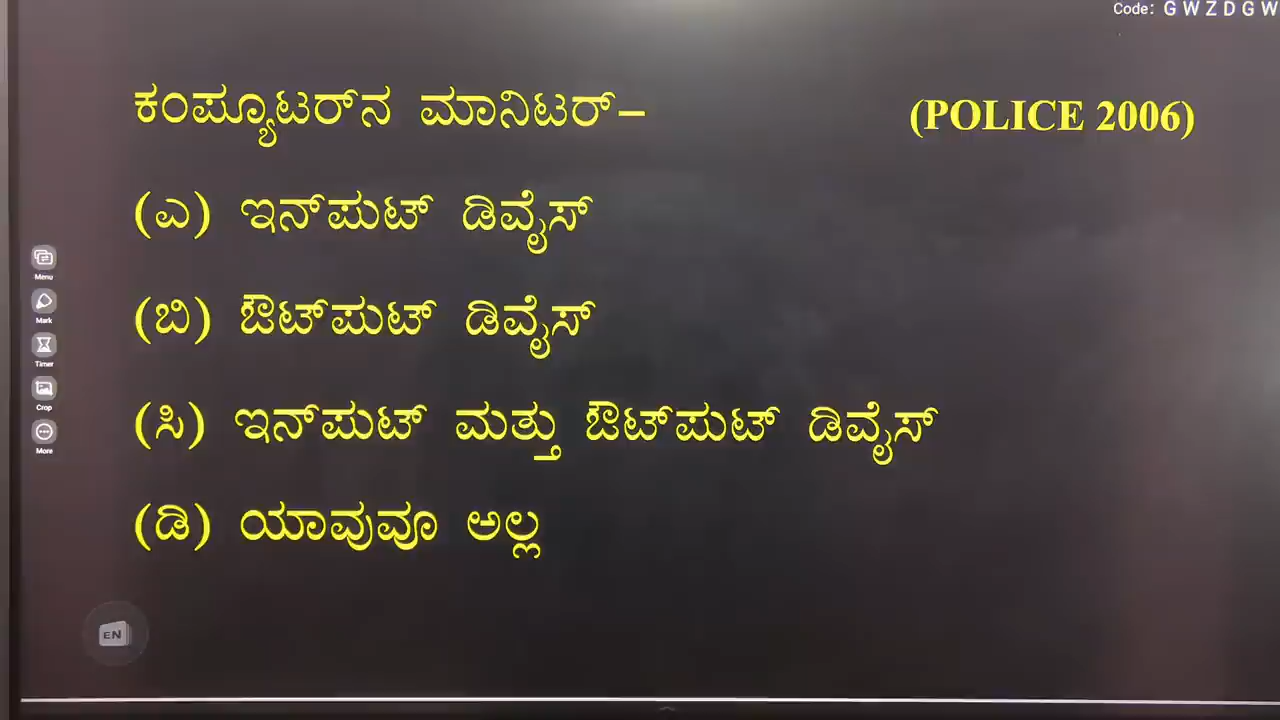 Code: G W Z D G W
ಕಂಪ್ಯೂಟರ್‌ನ ಮಾನಿಟರ್– (POLICE 2006)
(ಎ) ಇನ್‌ಪುಟ್ ಡಿವೈಸ್
(ಬಿ) ಔಟ್‌ಪುಟ್ ಡಿವೈಸ್
(ಸಿ) ಇನ್‌ಪುಟ್ ಮತ್ತು ಔಟ್‌ಪುಟ್ ಡಿವೈಸ್
(ಡಿ) ಯಾವುವೂ ಅಲ್ಲ
Menu
Mark
Timer
Crop
More
EN